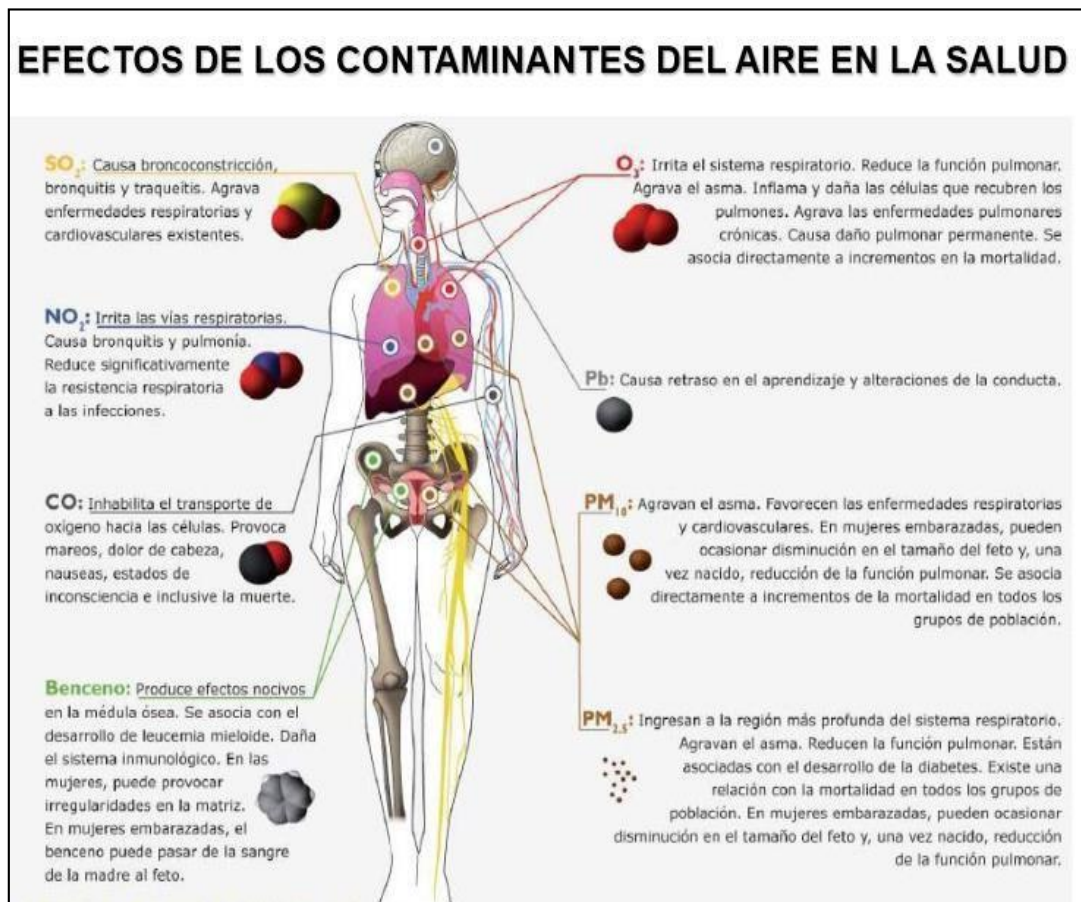 EFECTOS DE LOS CONTAMINANTES DEL AIRE EN LA SALUD
SO₂: Causa broncoconstricción,
bronquitis y traqueítis. Agrava
enfermedades respiratorias y
cardiovasculares existentes.
NO₂: Irrita las vías respiratorias.
Causa bronquitis y pulmonía.
Reduce significativamente
la resistencia respiratoria
a las infecciones.
CO: Inhabilita el transporte de
oxígeno hacia las células. Provoca
mareos, dolor de cabeza,
nauseas, estados de
inconsciencia e inclusive la muerte.
Benceno: Produce efectos nocivos
en la médula ósea. Se asocia con el
desarrollo de leucemia mieloide. Daña
el sistema inmunológico. En las
mujeres, puede provocar
irregularidades en la matriz.
En mujeres embarazadas, el
benceno puede pasar de la sangre
de la madre al feto.
O₃: Irrita el sistema respiratorio. Reduce la función pulmonar.
Agrava el asma. Inflama y daña las células que recubren los
pulmones. Agrava las enfermedades pulmonares
crónicas. Causa daño pulmonar permanente. Se
asocia directamente a incrementos en la mortalidad.
Pb: Causa retraso en el aprendizaje y alteraciones de la conducta.
PM₁₀: Agravan el asma. Favorecen las enfermedades respiratorias
y cardiovasculares. En mujeres embarazadas, pueden
ocasionar disminución en el tamaño del feto y, una
vez nacido, reducción de la función pulmonar. Se asocia
directamente a incrementos de la mortalidad en todos los
grupos de población.
PM₂.₅: Ingresan a la región más profunda del sistema respiratorio.
Agravan el asma. Reducen la función pulmonar. Están
asociadas con el desarrollo de la diabetes. Existe una
relación con la mortalidad en todos los grupos de
población. En mujeres embarazadas, pueden ocasionar
disminución en el tamaño del feto y, una vez nacido, reducción
de la función pulmonar.